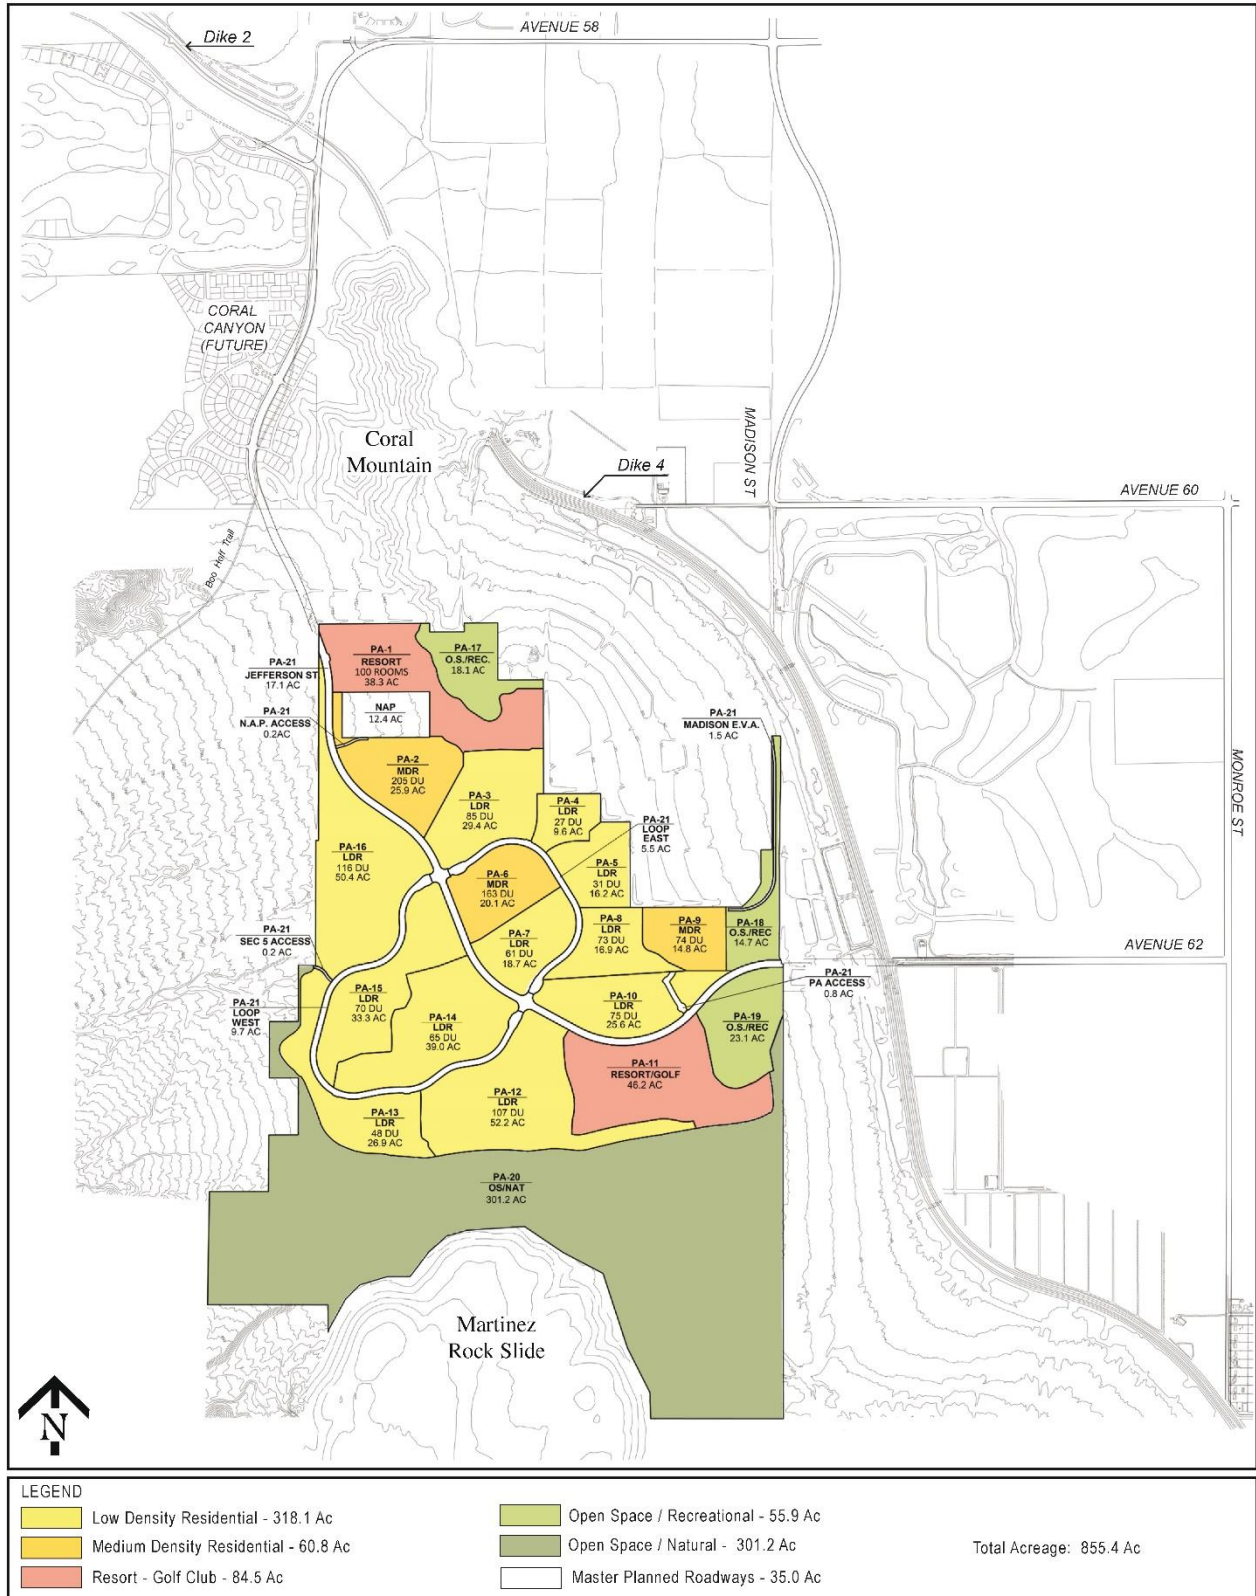 Dike 2
AVENUE 58
CORAL
CANYON
(FUTURE)
Coral
Mountain
Dike 4
MADISON ST
AVENUE 60
Boo Hoff Trail
PA-1
RESORT
100 ROOMS
38.3 AC
PA-17
O.S./REC.
18.1 AC
PA-21
JEFFERSON ST.
17.1 AC
NAP
12.4 AC
PA-21
N.A.P. ACCESS
0.2AC
PA-21
MADISON E.V.A.
1.5 AC
MONROE ST
PA-2
MDR
205 DU
25.9 AC
PA-3
LDR
85 DU
29.4 AC
PA-4
LDR
27 DU
9.6 AC
PA-21
LOOP
EAST
5.5 AC
PA-16
LDR
116 DU
50.4 AC
PA-6
MDR
163 DU
20.1 AC
PA-5
LDR
31 DU
16.2 AC
PA-21
SEC 5 ACCESS
0.2 AC
PA-7
LDR
61 DU
18.7 AC
PA-8
LDR
73 DU
16.9 AC
PA-9
MDR
74 DU
14.8 AC
PA-18
O.S./REC
14.7 AC
AVENUE 62
PA-21
PA ACCESS
0.8 AC
PA-21
LOOP
WEST
9.7 AC
PA-15
LDR
70 DU
33.3 AC
PA-14
LDR
65 DU
39.0 AC
PA-10
LDR
75 DU
25.6 AC
PA-19
O.S./REC
23.1 AC
PA-11
RESORT/GOLF
46.2 AC
PA-12
LDR
107 DU
52.2 AC
PA-13
LDR
48 DU
26.9 AC
PA-20
OS/NAT
301.2 AC
Martinez
Rock Slide
N
LEGEND
Low Density Residential - 318.1 Ac
Medium Density Residential - 60.8 Ac
Resort - Golf Club - 84.5 Ac
Open Space / Recreational - 55.9 Ac
Open Space / Natural - 301.2 Ac
Master Planned Roadways - 35.0 Ac
Total Acreage: 855.4 Ac